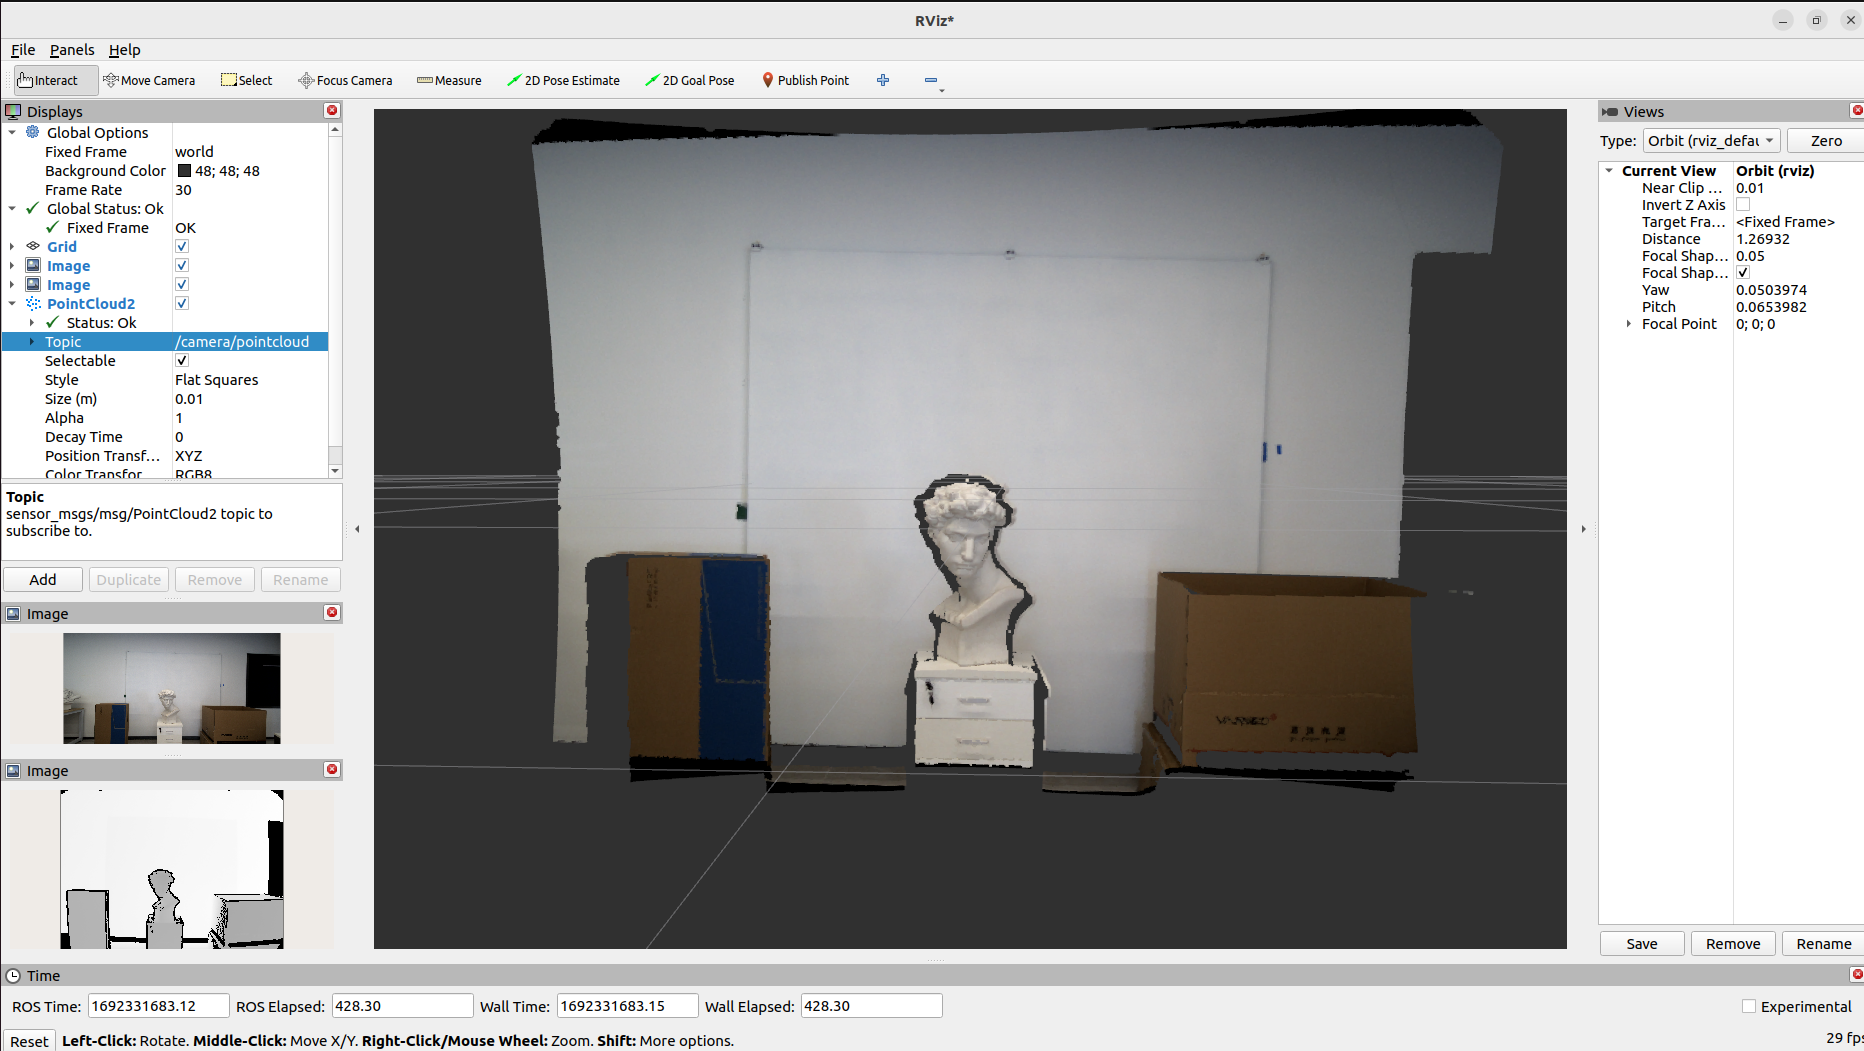 RViz*
File Panels Help
Interact Move Camera Select Focus Camera Measure 2D Pose Estimate 2D Goal Pose Publish Point
Displays
Global Options
Fixed Frame world
Background Color 48; 48; 48
Frame Rate 30
Global Status: Ok
Fixed Frame OK
Grid
Image
Image
PointCloud2
Status: Ok
Topic /camera/pointcloud
Selectable
Style Flat Squares
Size (m) 0.01
Alpha 1
Decay Time 0
Position Transf... XYZ
Color Transfor RGB8
Topic
sensor_msgs/msg/PointCloud2 topic to
subscribe to.
Add Duplicate Remove Rename
Image
Image
Views
Type: Orbit (rviz_defau Zero
Current View Orbit (rviz)
Near Clip ... 0.01
Invert Z Axis
Target Fra... <Fixed Frame>
Distance 1.26932
Focal Shap... 0.05
Focal Shap...
Yaw 0.0503974
Pitch 0.0653982
Focal Point 0; 0; 0
Save Remove Rename
Time
ROS Time: 1692331683.12 ROS Elapsed: 428.30 Wall Time: 1692331683.15 Wall Elapsed: 428.30 Experimental
Reset Left-Click: Rotate. Middle-Click: Move X/Y. Right-Click/Mouse Wheel: Zoom. Shift: More options. 29 fps